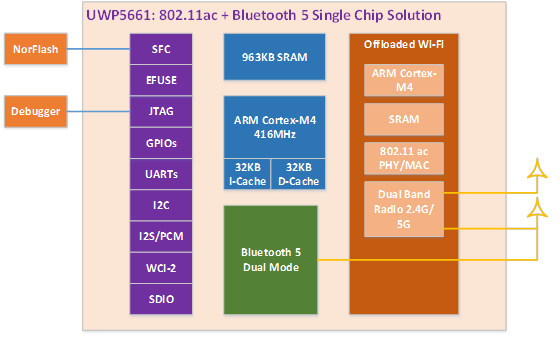 UWP5661: 802.11ac + Bluetooth 5 Single Chip Solution
NorFlash
Debugger
SFC
EFUSE
JTAG
GPIOs
UARTs
I2C
I2S/PCM
WCI-2
SDIO
963KB SRAM
ARM Cortex-M4
416MHz
32KB
I-Cache
32KB
D-Cache
Bluetooth 5
Dual Mode
Offloaded WI-FI
ARM Cortex-
M4
SRAM
802.11 ac
PHY/MAC
Dual Band
Radio 2.4G/
5G